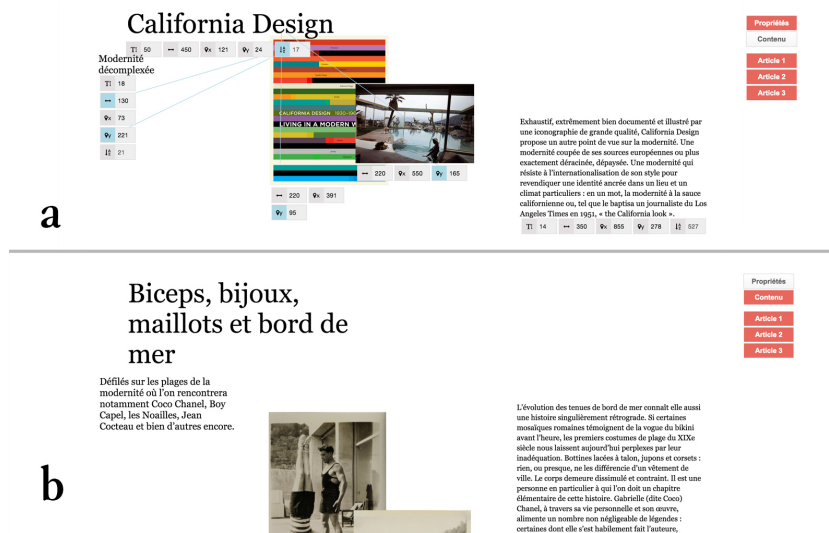 California Design
T| 50 ↔ 450 x 121 y 24 17
Modernité
décomplexée
T| 18
↔ 130
x 73
y 221
21
CALIFORNIA DESIGN 1930–
LIVING IN A MODERN
↔ 220 x 550 y 165
↔ 220 x 391
y 95
Propriétés
Contenu
Article 1
Article 2
Article 3
Exhaustif, extrêmement bien documenté et illustré par
une iconographie de grande qualité, California Design
propose un autre point de vue sur la modernité. Une
modernité coupée de ses sources européennes ou plus
exactement déracinée, dépaysée. Une modernité qui
résiste à l'internationalisation de son style pour
revendiquer une identité ancrée dans un lieu et un
climat particuliers : en un mot, la modernité à la sauce
californienne ou, tel que le baptisa un journaliste du Los
Angeles Times en 1951, « the California look ».
T| 14 ↔ 350 x 855 y 278 527
a
Biceps, bijoux,
maillots et bord de
mer
Défilés sur les plages de la
modernité où l'on rencontrera
notamment Coco Chanel, Boy
Capel, les Noailles, Jean
Cocteau et bien d'autres encore.
Propriétés
Contenu
Article 1
Article 2
Article 3
L'évolution des tenues de bord de mer connaît elle aussi
une histoire singulièrement rétrograde. Si certaines
mosaïques romaines témoignent de la vogue du bikini
avant l'heure, les premiers costumes de plage du XIXe
siècle nous laissent aujourd'hui perplexes par leur
inadéquation. Bottines lacées à talon, jupons et corsets :
rien, ou presque, ne les différencie d'un vêtement de
ville. Le corps demeure dissimulé et contraint. Il est une
personne en particulier à qui l'on doit un chapitre
élémentaire de cette histoire. Gabrielle (dite Coco)
Chanel, à travers sa vie personnelle et son œuvre,
alimente un nombre non négligeable de légendes :
certaines dont elle s'est habilement fait l'auteure,
b